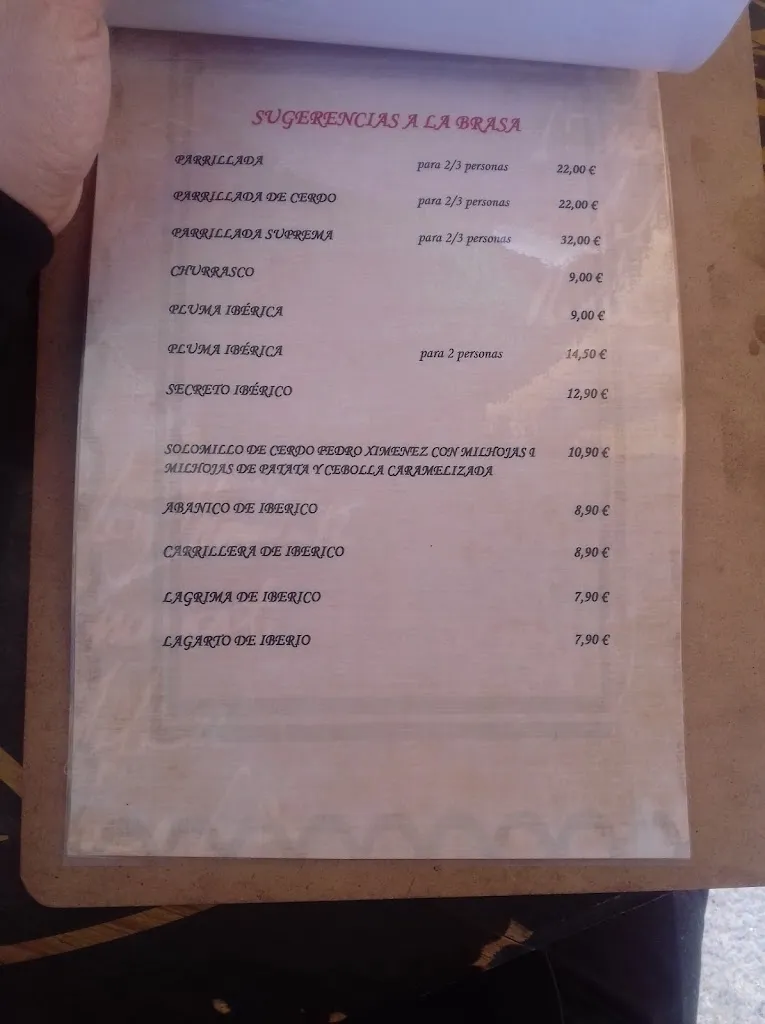 SUGERENCIAS A LA BRASA
PARRILLADA para 2/3 personas 22,00 €
PARRILLADA DE CERDO para 2/3 personas 22,00 €
PARRILLADA SUPREMA para 2/3 personas 32,00 €
CHURRASCO 9,00 €
PLUMA IBÉRICA 9,00 €
PLUMA IBÉRICA para 2 personas 14,50 €
SECRETO IBÉRICO 12,90 €
SOLOMILLO DE CERDO PEDRO XIMENEZ CON MILHOJAS 10,90 €
MILHOJAS DE PATATA Y CEBOLLA CARAMELIZADA
ABANICO DE IBERICO 8,90 €
CARRILLERA DE IBERICO 8,90 €
LAGRIMA DE IBERICO 7,90 €
LAGARTO DE IBERIO 7,90 €